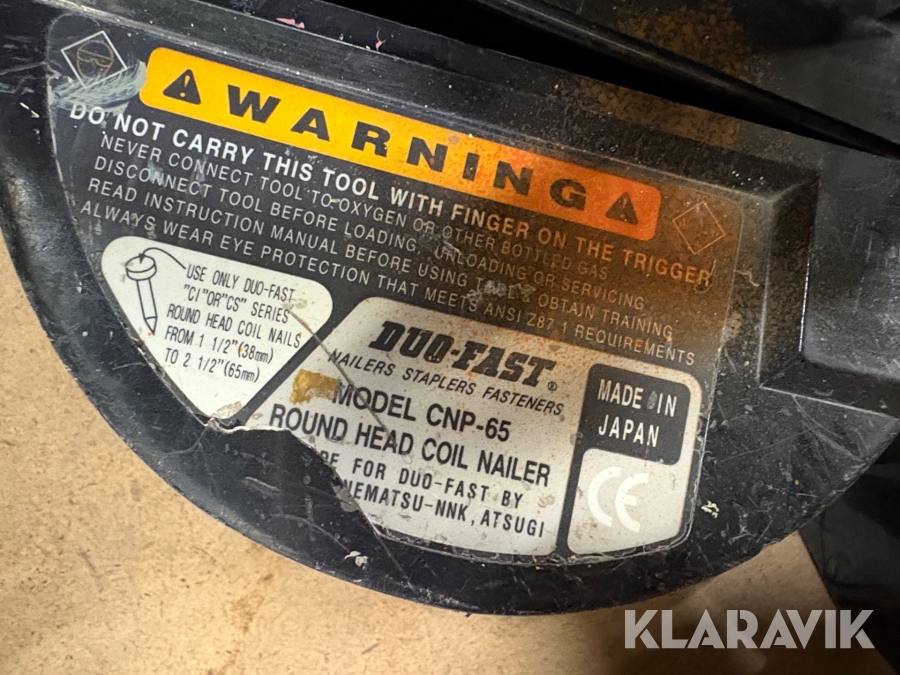 WARNING
DO NOT CARRY THIS TOOL WITH FINGER ON THE TRIGGER
NEVER CONNECT TOOL TO OXYGEN OR OTHER BOTTLED GAS
DISCONNECT TOOL BEFORE LOADING, UNLOADING OR SERVICING
READ INSTRUCTION MANUAL BEFORE USING TOOL & OBTAIN TRAINING
ALWAYS WEAR EYE PROTECTION THAT MEETS ANSI Z87.1 REQUIREMENTS
USE ONLY DUO-FAST
"CI"OR"CS" SERIES
ROUND HEAD COIL NAILS
FROM 1 1/2"(38mm)
TO 2 1/2"(65mm)
DUO-FAST®
NAILERS STAPLERS FASTENERS
MODEL CNP-65
ROUND HEAD COIL NAILER
FOR DUO-FAST BY
NEMATSU-NNK, ATSUGI
MADE IN
JAPAN
CE
KLARAVIK